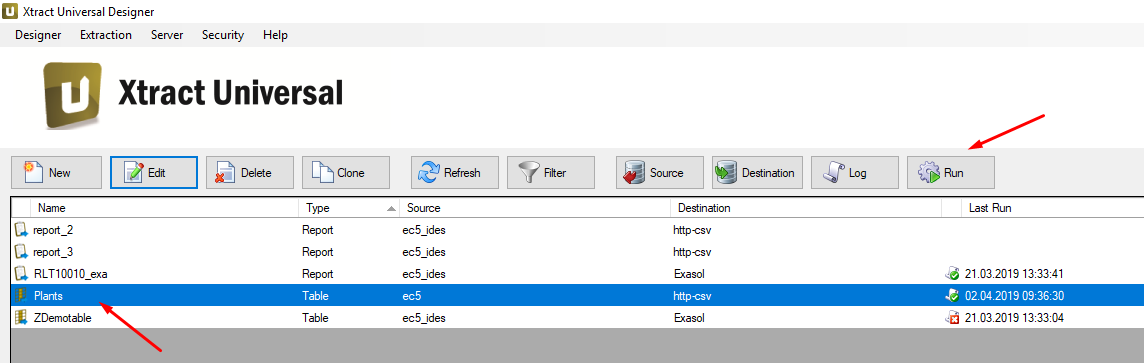 Xtract Universal Designer
Designer Extraction Server Security Help
Xtract Universal
New Edit Delete Clone Refresh Filter Source Destination Log Run
Name Type Source Destination Last Run
report_2 Report ec5_ides http-csv
report_3 Report ec5_ides http-csv
RLT10010_exa Report ec5_ides Exasol 21.03.2019 13:33:41
Plants Table ec5 http-csv 02.04.2019 09:36:30
ZDemotable Table ec5_ides Exasol 21.03.2019 13:33:04